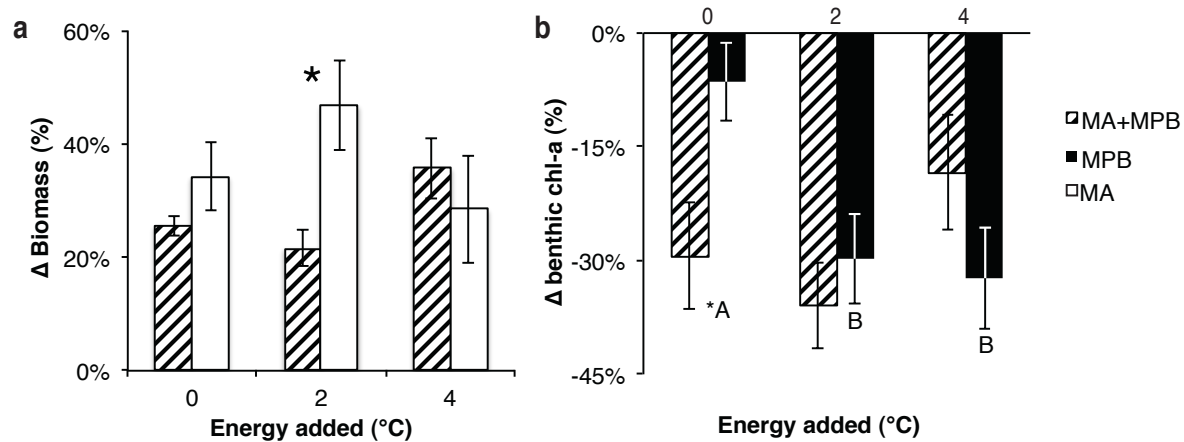 a
60%
40%
20%
0%
Δ Biomass (%)
*
0 2 4
Energy added (°C)
b
0 2 4
0%
-15%
-30%
-45%
Δ benthic chl-a (%)
*A
B
B
Energy added (°C)
MA+MPB
MPB
MA